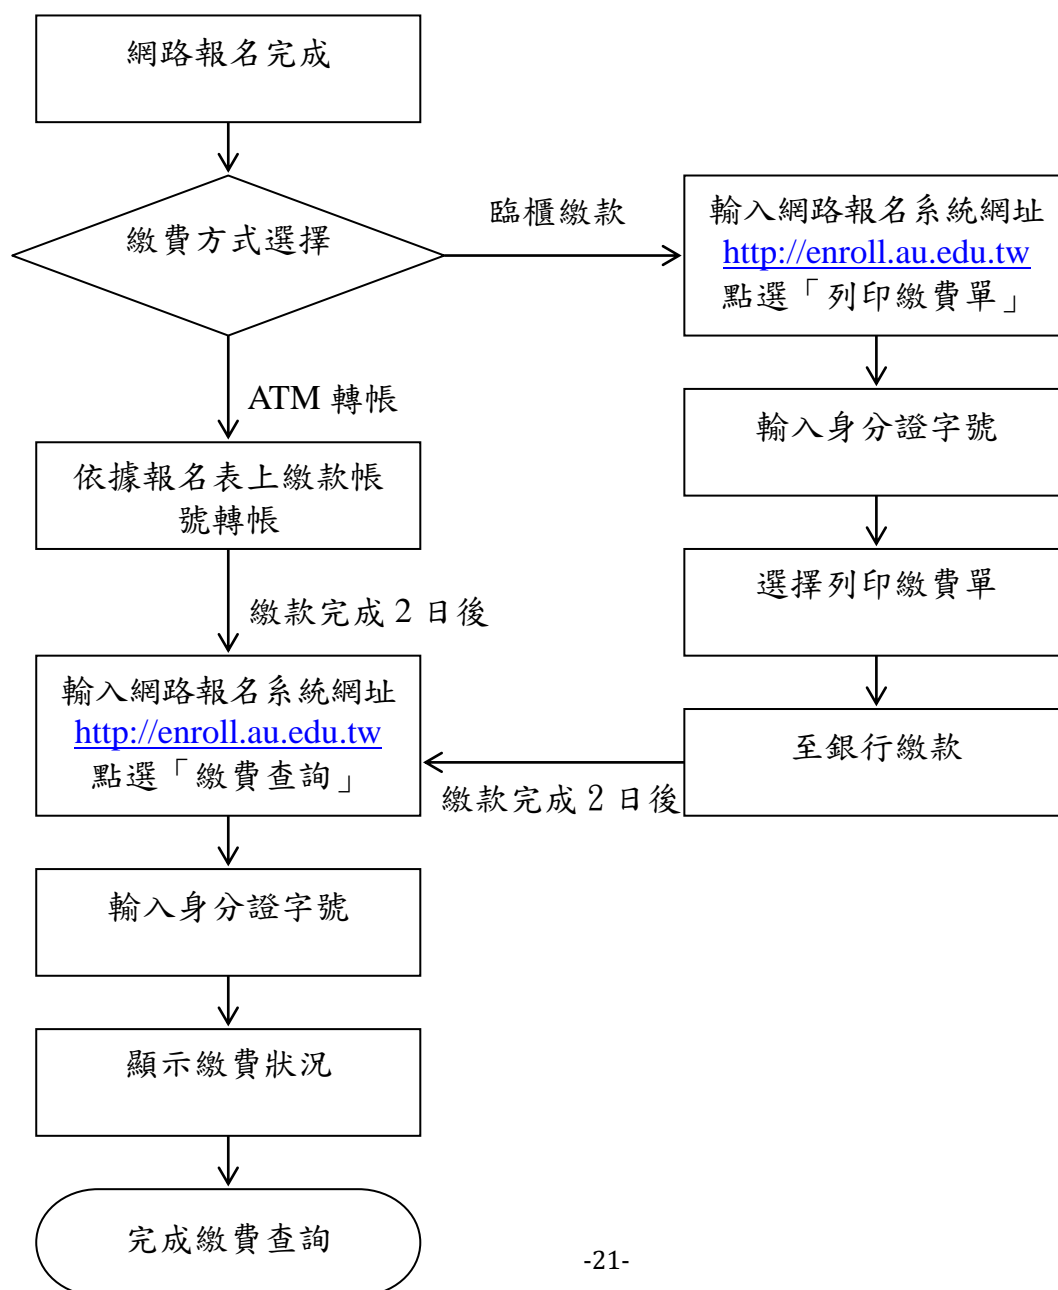 網路報名完成
繳費方式選擇
臨櫃繳款
輸入網路報名系統網址
http://enroll.au.edu.tw
點選「列印繳費單」
ATM 轉帳
輸入身分證字號
依據報名表上繳款帳
號轉帳
選擇列印繳費單
繳款完成 2 日後
輸入網路報名系統網址
http://enroll.au.edu.tw
點選「繳費查詢」
至銀行繳款
繳款完成 2 日後
輸入身分證字號
顯示繳費狀況
完成繳費查詢
-21-